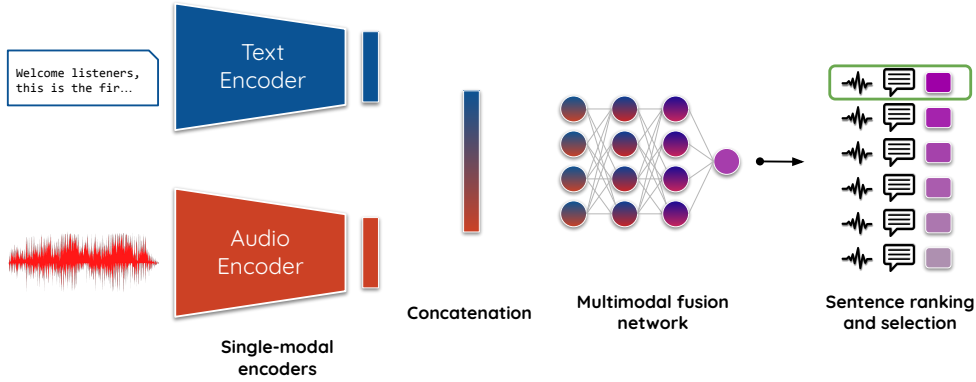 Welcome listeners,
this is the fir...
Text
Encoder
Audio
Encoder
Single-modal
encoders
Concatenation
Multimodal fusion
network
Sentence ranking
and selection